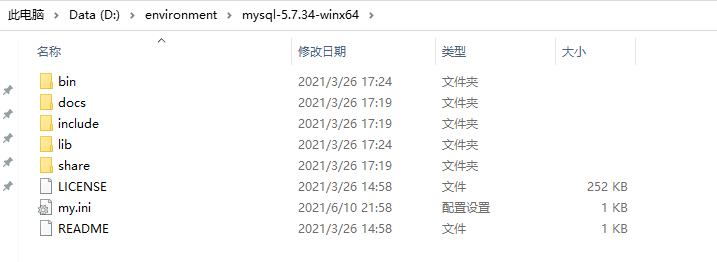 此电脑 > Data (D:) > environment > mysql-5.7.34-winx64 >
名称 修改日期 类型 大小
bin 2021/3/26 17:24 文件夹
docs 2021/3/26 17:19 文件夹
include 2021/3/26 17:19 文件夹
lib 2021/3/26 17:24 文件夹
share 2021/3/26 17:19 文件夹
LICENSE 2021/3/26 14:58 文件 252 KB
my.ini 2021/6/10 21:58 配置设置 1 KB
README 2021/3/26 14:58 文件 1 KB